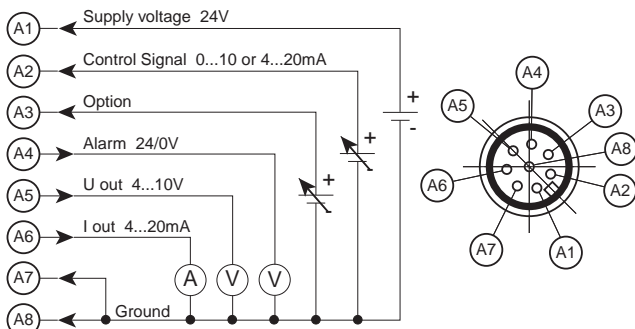 A1 Supply voltage 24V
A2 Control Signal 0...10 or 4...20mA
A3 Option
A4 Alarm 24/0V
A5 U out 4...10V
A6 I out 4...20mA
A7
A8 Ground
+
-
+
+
A V V
A4
A5 A3
A8
A6 A2
A7 A1